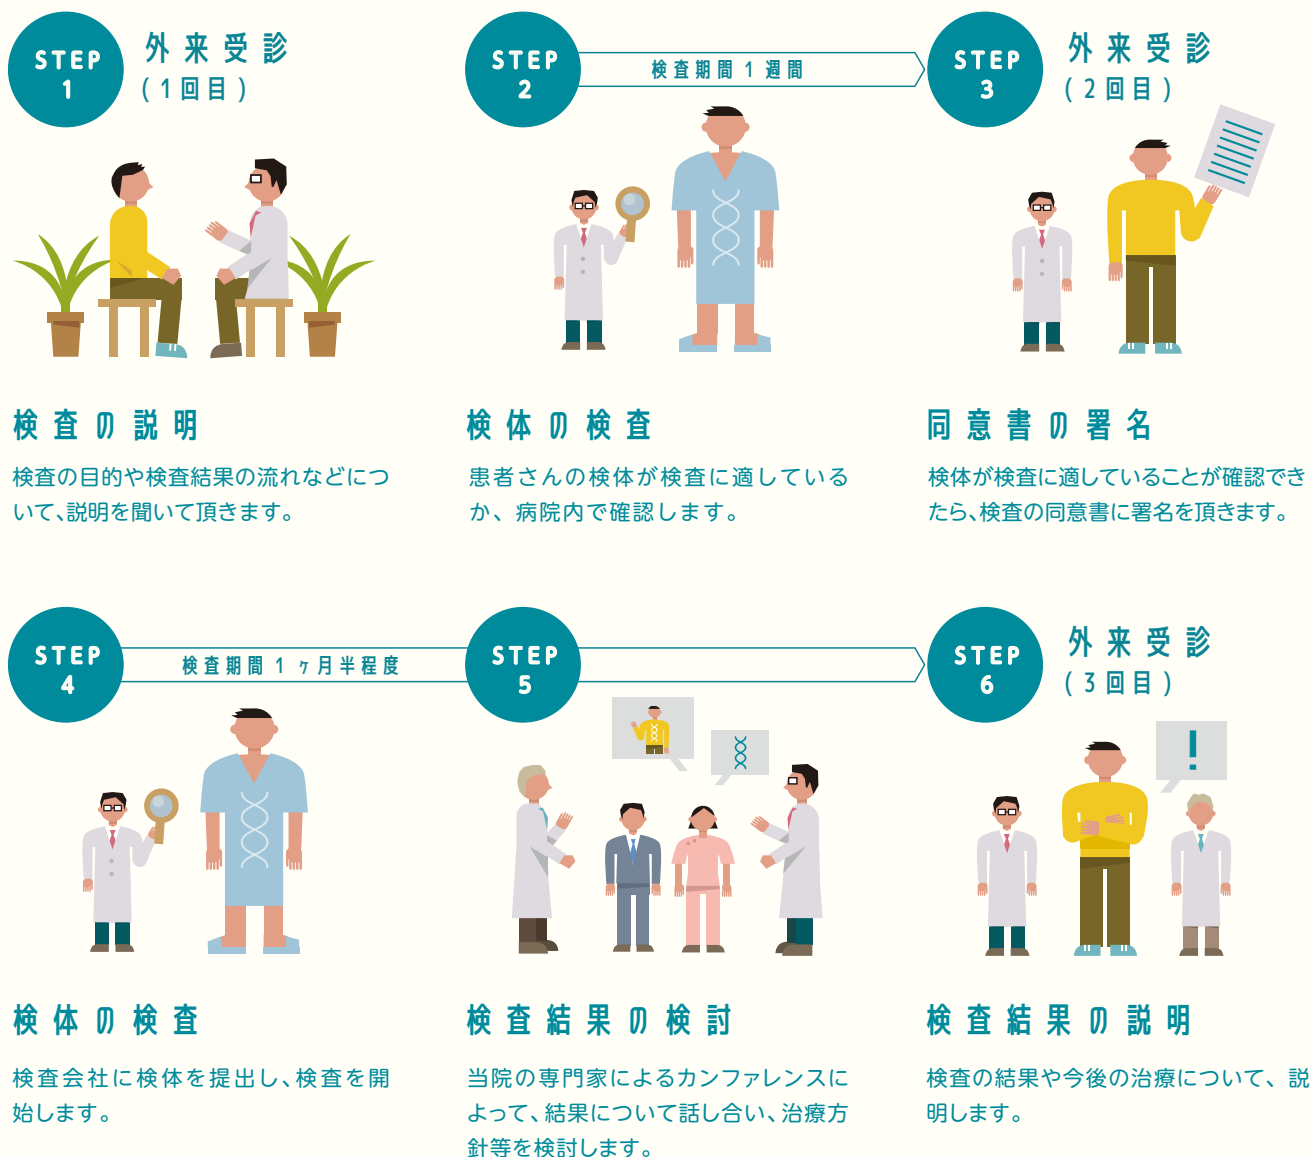 STEP
1
外来受診
(1回目)
検査の説明
検査の目的や検査結果の流れなどにつ
いて、説明を聞いて頂きます。
STEP
2
検査期間1週間
検体の検査
患者さんの検体が検査に適している
か、病院内で確認します。
STEP
3
外来受診
(2回目)
同意書の署名
検体が検査に適していることが確認でき
たら、検査の同意書に署名を頂きます。
STEP
4
検査期間1ヶ月半程度
検体の検査
検査会社に検体を提出し、検査を開
始します。
STEP
5
検査結果の検討
当院の専門家によるカンファレンスに
よって、結果について話し合い、治療方
針等を検討します。
STEP
6
外来受診
(3回目)
!
検査結果の説明
検査の結果や今後の治療について、説
明します。